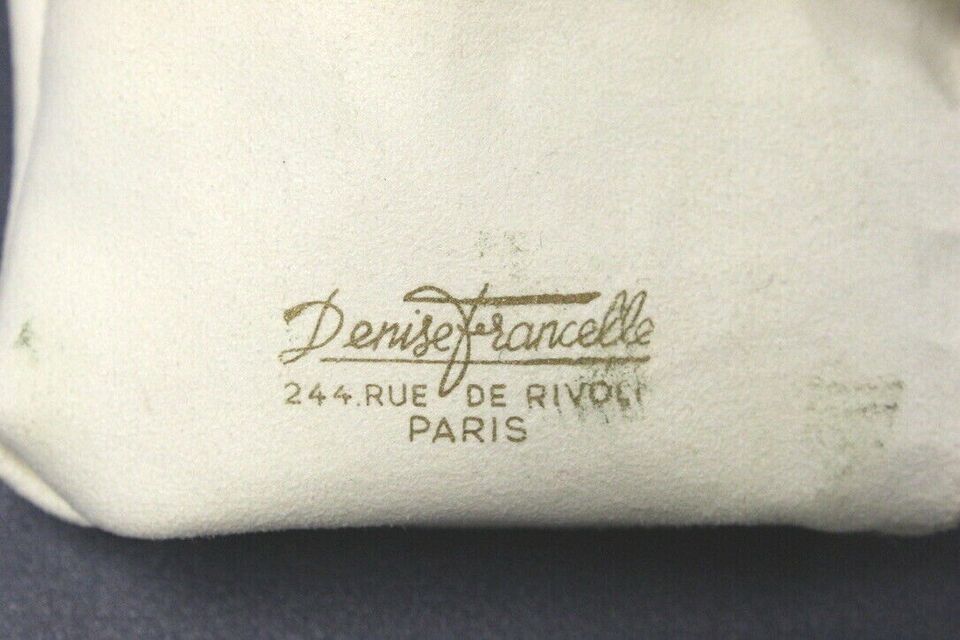 Denise Francelle
244.RUE DE RIVOLI
PARIS